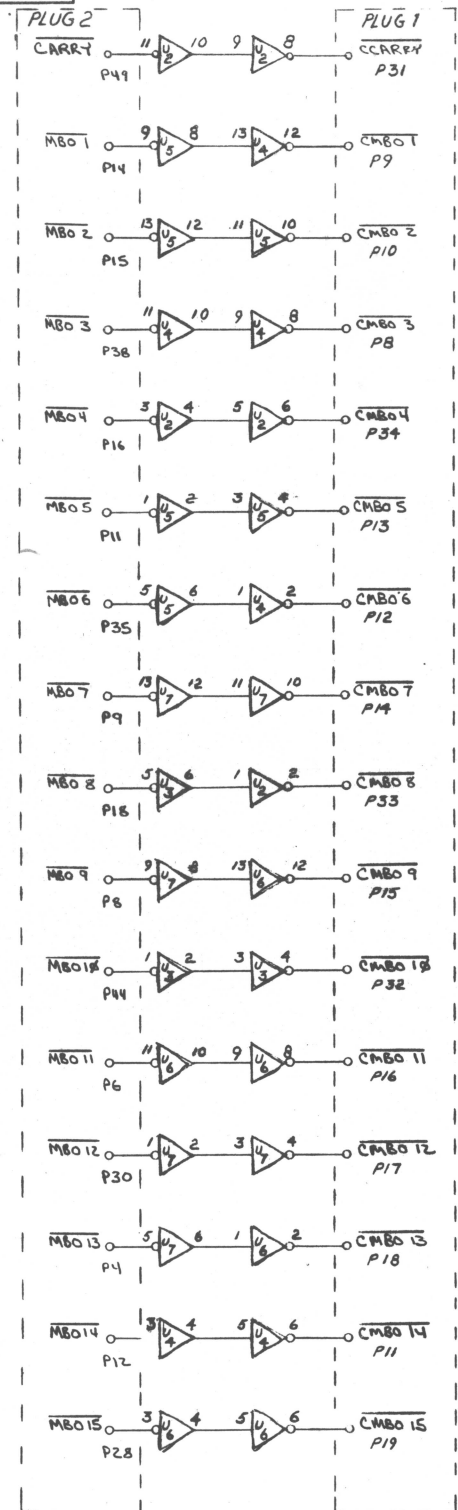 PLUG 2 PLUG 1
CARRY 11 U2 10 9 U2 8 CCARRY
P49 P31
MBO 1 9 U5 8 13 U4 12 CMBO 1
P14 P9
MBO 2 13 U5 12 11 U5 10 CMBO 2
P15 P10
MBO 3 11 U4 10 9 U4 8 CMBO 3
P38 P8
MBO 4 3 U2 4 5 U2 6 CMBO 4
P16 P34
MBO 5 1 U5 2 3 U5 4 CMBO 5
P11 P13
MBO 6 5 U5 6 1 U4 2 CMBO 6
P35 P12
MBO 7 13 U7 12 11 U7 10 CMBO 7
P9 P14
MBO 8 5 U3 6 1 U2 2 CMBO 8
P18 P33
MBO 9 9 U7 8 13 U6 12 CMBO 9
P8 P15
MBO 1Ø 1 U3 2 3 U3 4 CMBO 1Ø
P44 P32
MBO 11 11 U6 10 9 U6 8 CMBO 11
P6 P16
MBO 12 1 U7 2 3 U7 4 CMBO 12
P30 P17
MBO 13 5 U7 6 1 U6 2 CMBO 13
P4 P18
MBO 14 3 U4 4 5 U4 6 CMBO 14
P12 P11
MBO 15 3 U6 4 5 U6 6 CMBO 15
P28 P19